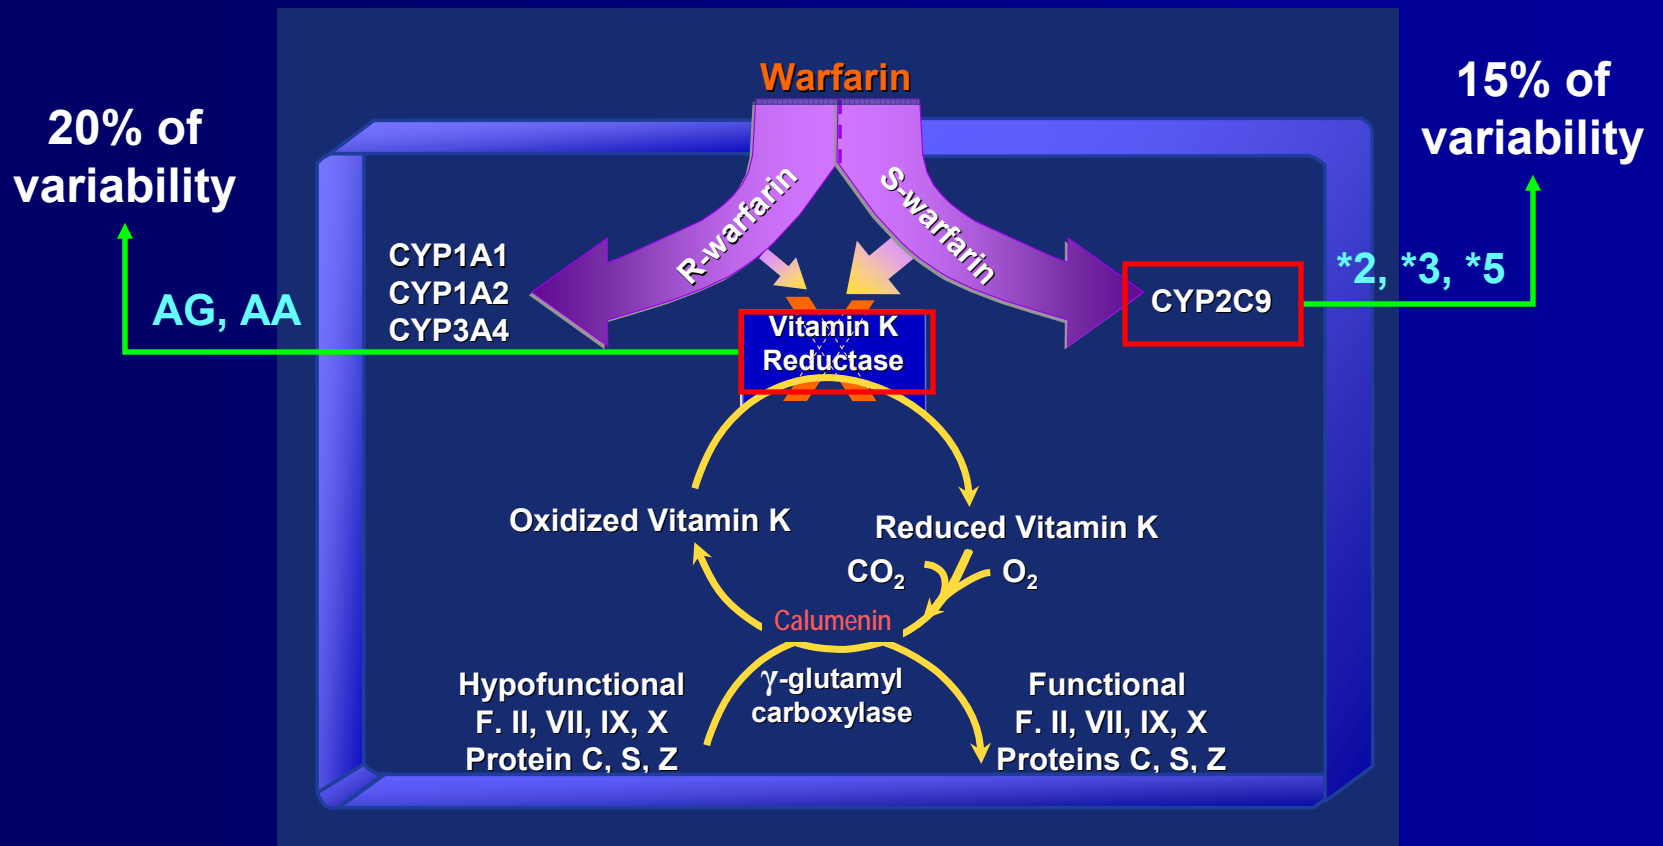 Warfarin
20% of
variability
15% of
variability
R-warfarin
S-warfarin
CYP1A1
CYP1A2
CYP3A4
AG, AA
Vitamin K
Reductase
CYP2C9
*2, *3, *5
Oxidized Vitamin K
Reduced Vitamin K
CO₂
O₂
Calumenin
γ-glutamyl
carboxylase
Hypofunctional
F. II, VII, IX, X
Protein C, S, Z
Functional
F. II, VII, IX, X
Proteins C, S, Z